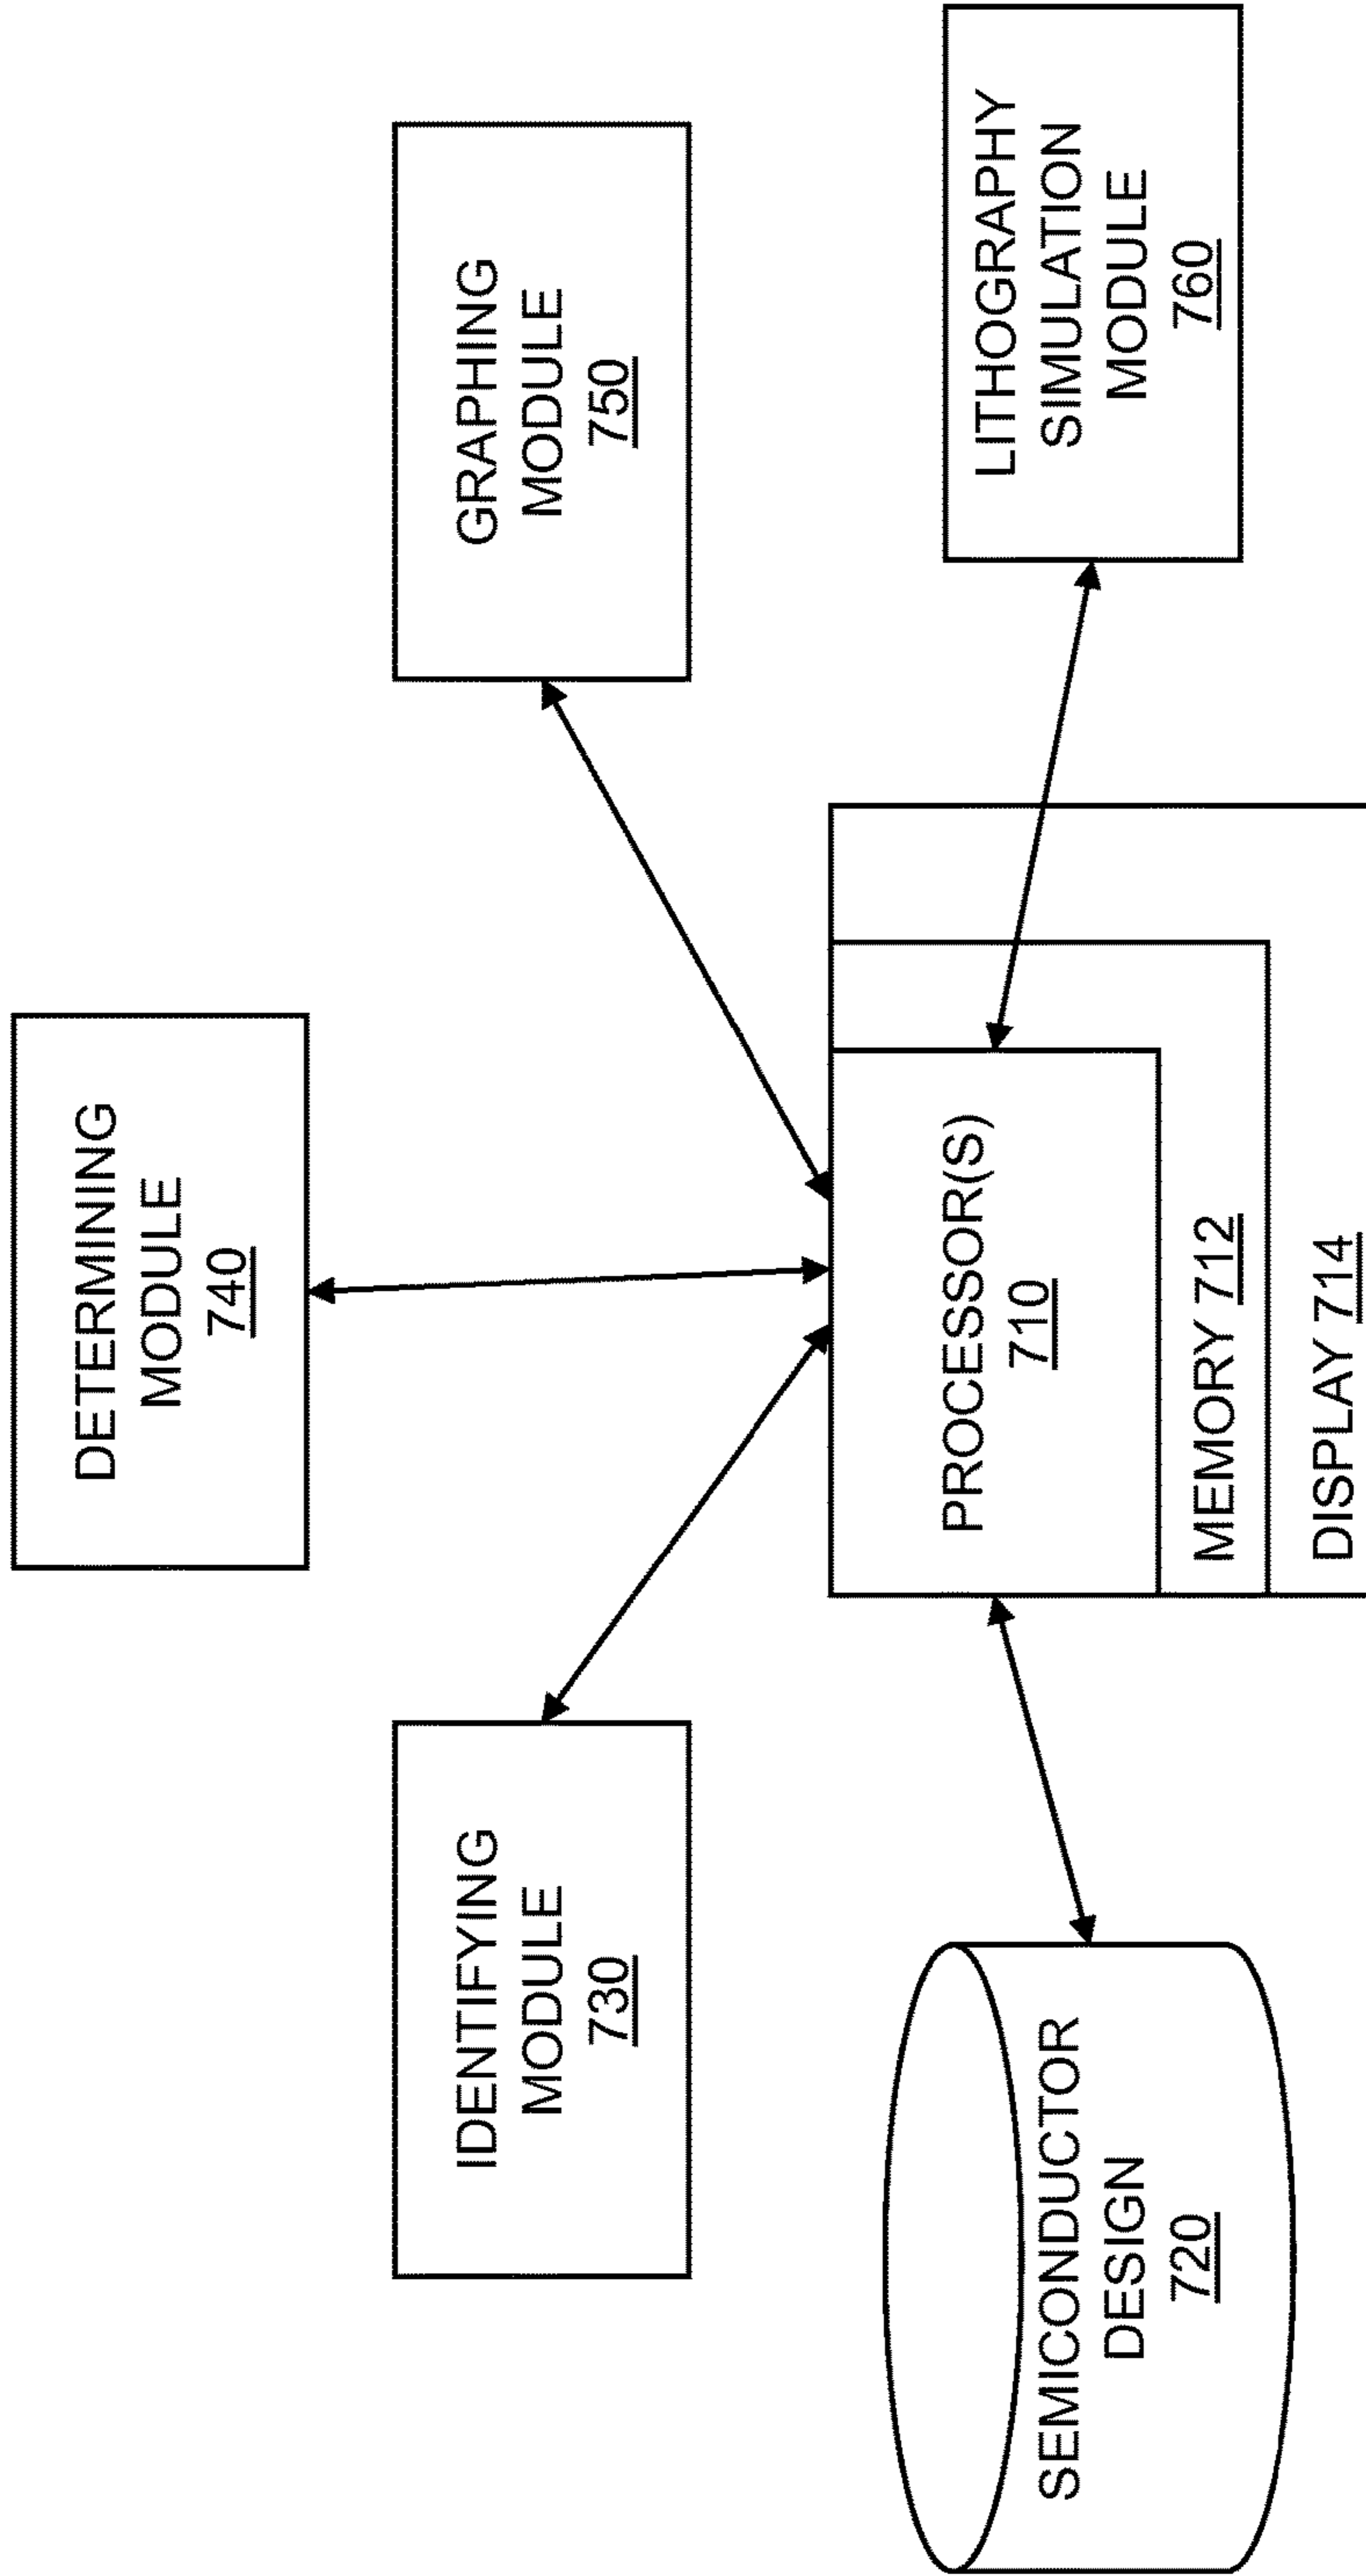 DETERMINING
MODULE
740
IDENTIFYING
MODULE
730
GRAPHING
MODULE
750
SEMICONDUCTOR
DESIGN
720
PROCESSOR(S)
710
MEMORY 712
DISPLAY 714
LITHOGRAPHY
SIMULATION
MODULE
760